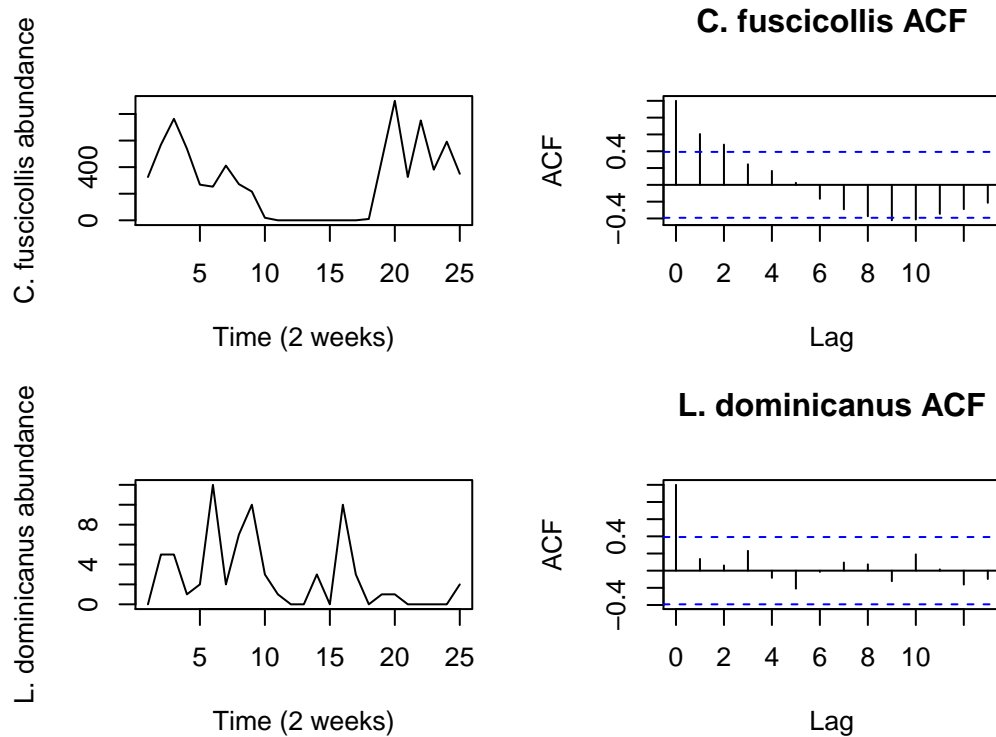 C. fuscicollis ACF
C. fuscicollis abundance
0
400
5 10 15 20 25
Time (2 weeks)
ACF
−0.4
0.4
0 2 4 6 8 10
Lag
L. dominicanus ACF
L. dominicanus abundance
0
4
8
5 10 15 20 25
Time (2 weeks)
ACF
−0.4
0.4
0 2 4 6 8 10
Lag